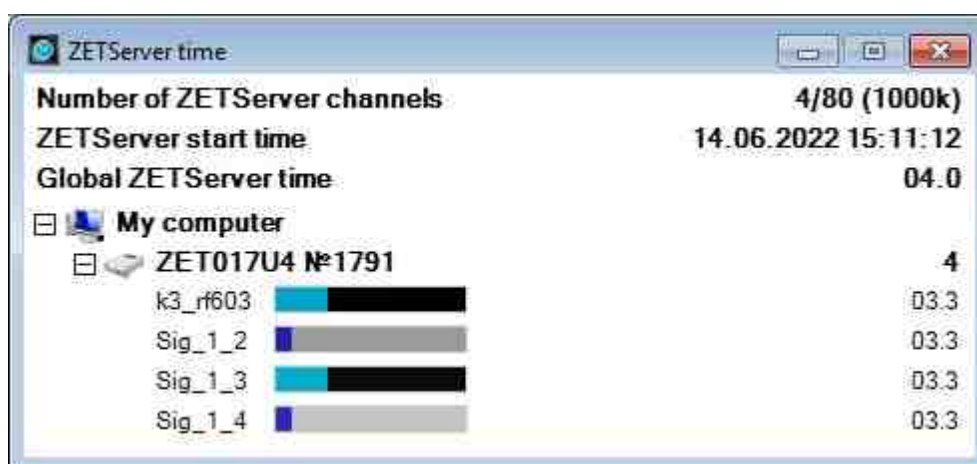 ZETServer time
Number of ZETServer channels 4/80 (1000k)
ZETServer start time 14.06.2022 15:11:12
Global ZETServer time 04.0
My computer
ZET017U4 №1791 4
k3_rf603 03.3
Sig_1_2 03.3
Sig_1_3 03.3
Sig_1_4 03.3